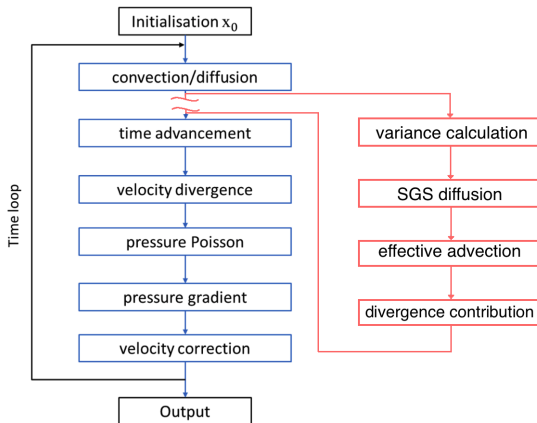 Initialisation x₀
convection/diffusion
time advancement
velocity divergence
pressure Poisson
pressure gradient
velocity correction
Output
Time loop
variance calculation
SGS diffusion
effective advection
divergence contribution